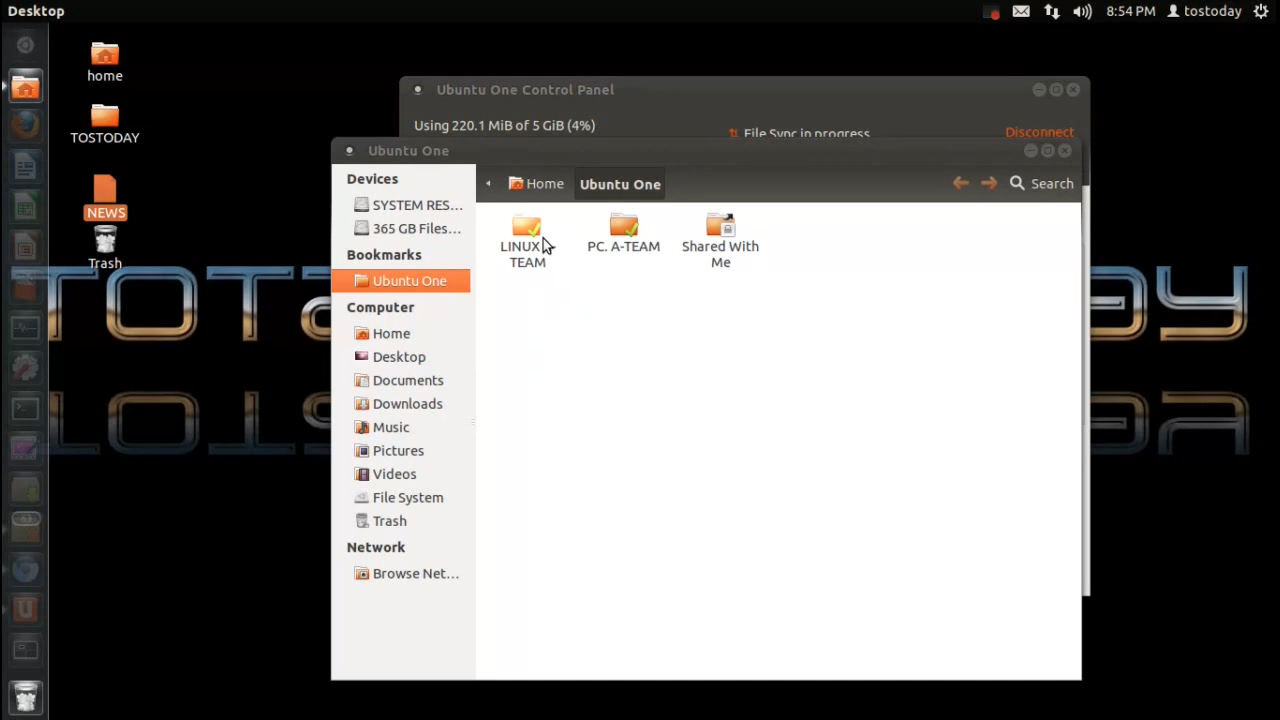 Desktop
8:54 PM
tostoday
home
TOSTODAY
NEWS
Trash
Ubuntu One Control Panel
Using 220.1 MiB of 5 GiB (4%)
File Sync in progress
Disconnect
Ubuntu One
Home
Ubuntu One
Search
Devices
SYSTEM RES...
365 GB Files...
Bookmarks
Ubuntu One
Computer
Home
Desktop
Documents
Downloads
Music
Pictures
Videos
File System
Trash
Network
Browse Net...
LINUX
TEAM
PC. A-TEAM
Shared With
Me